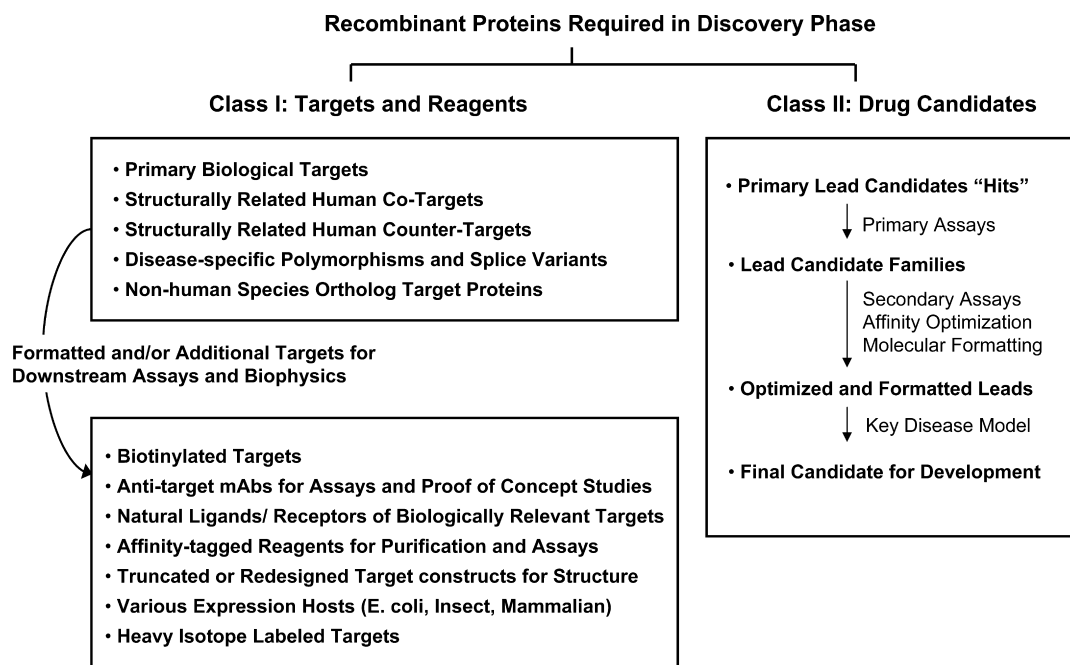 Recombinant Proteins Required in Discovery Phase
Class I: Targets and Reagents
• Primary Biological Targets
• Structurally Related Human Co-Targets
• Structurally Related Human Counter-Targets
• Disease-specific Polymorphisms and Splice Variants
• Non-human Species Ortholog Target Proteins
Formatted and/or Additional Targets for
Downstream Assays and Biophysics
• Biotinylated Targets
• Anti-target mAbs for Assays and Proof of Concept Studies
• Natural Ligands/ Receptors of Biologically Relevant Targets
• Affinity-tagged Reagents for Purification and Assays
• Truncated or Redesigned Target constructs for Structure
• Various Expression Hosts (E. coli, Insect, Mammalian)
• Heavy Isotope Labeled Targets
Class II: Drug Candidates
• Primary Lead Candidates “Hits”
Primary Assays
• Lead Candidate Families
Secondary Assays
Affinity Optimization
Molecular Formatting
• Optimized and Formatted Leads
Key Disease Model
• Final Candidate for Development